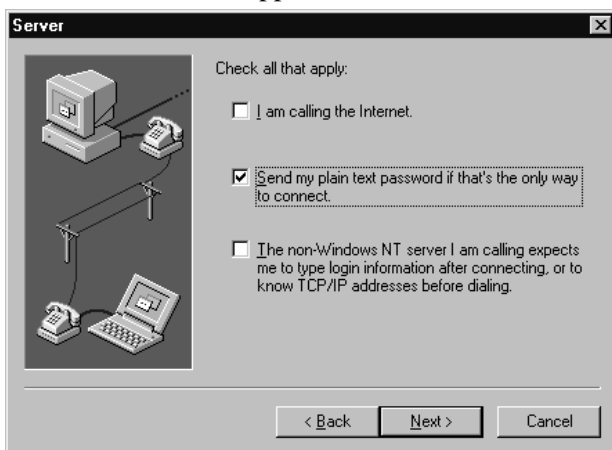 Server
Check all that apply:
I am calling the Internet.
Send my plain text password if that's the only way
to connect.
The non-Windows NT server I am calling expects
me to type login information after connecting, or to
know TCP/IP addresses before dialing.
< Back
Next >
Cancel